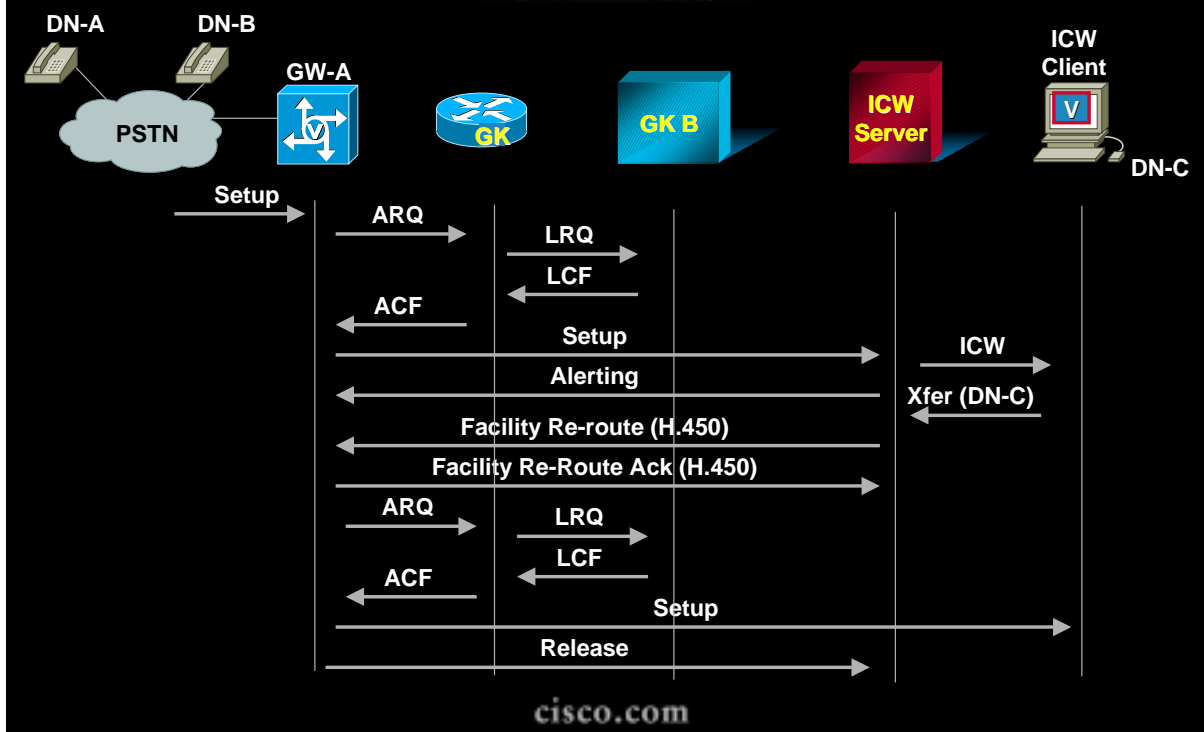 DN-A
DN-B
GW-A
ICW
Client
PSTN
V
GK
GK B
ICW
Server
V
DN-C
Setup
ARQ
LRQ
LCF
ACF
Setup
ICW
Alerting
Xfer (DN-C)
Facility Re-route (H.450)
Facility Re-Route Ack (H.450)
ARQ
LRQ
LCF
ACF
Setup
Release
cisco.com